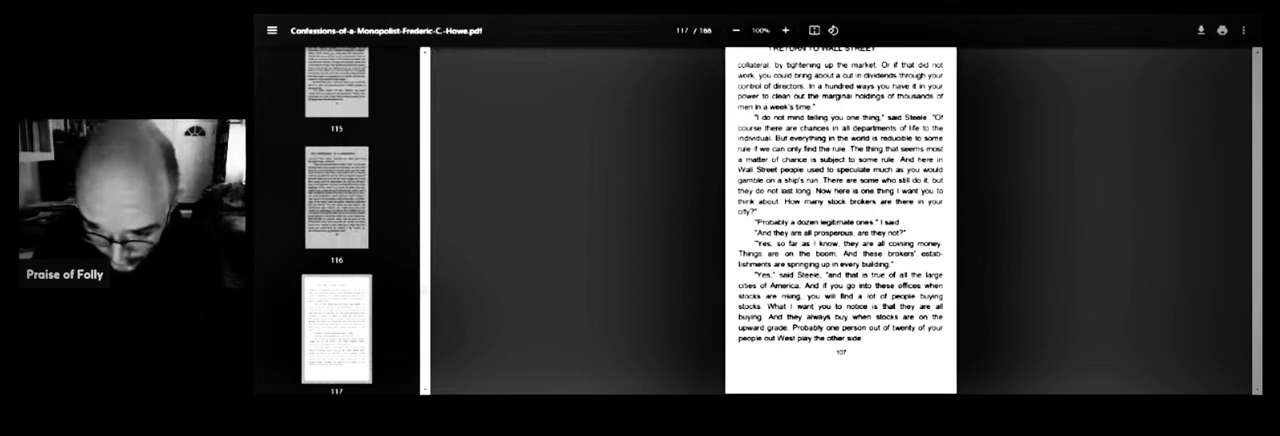 Confessions-of-a-Monopolist-Frederic-C.-Howe.pdf
117 / 166
100%
115
116
117
Praise of Folly
RETURN TO WALL STREET
collateral, by tightening up the market. Or if that did not
work, you could bring about a cut in dividends through your
control of directors. In a hundred ways you have it in your
power to clean out the marginal holdings of thousands of
men in a week's time."
"I do not mind telling you one thing," said Steele. "Of
course there are chances in all departments of life to the
individual. But everything in the world is reducible to some
rule if we can only find the rule. The thing that seems most
a matter of chance is subject to some rule. And here in
Wall Street people used to speculate much as you would
gamble on a ship's run. There are some who still do it, but
they do not last long. Now here is one thing I want you to
think about. How many stock brokers are there in your
city?"
"Probably a dozen legitimate ones," I said
"And they are all prosperous, are they not?"
"Yes, so far as I know, they are all coining money.
Things are on the boom. And these brokers' estab-
lishments are springing up in every building."
"Yes," said Steele, "and that is true of all the large
cities of America. And if you go into these offices when
stocks are rising, you will find a lot of people buying
stocks. What I want you to notice is that they are all
buying. And they always buy when stocks are on the
upward grade. Probably one person out of twenty of your
people out West play the other side
107